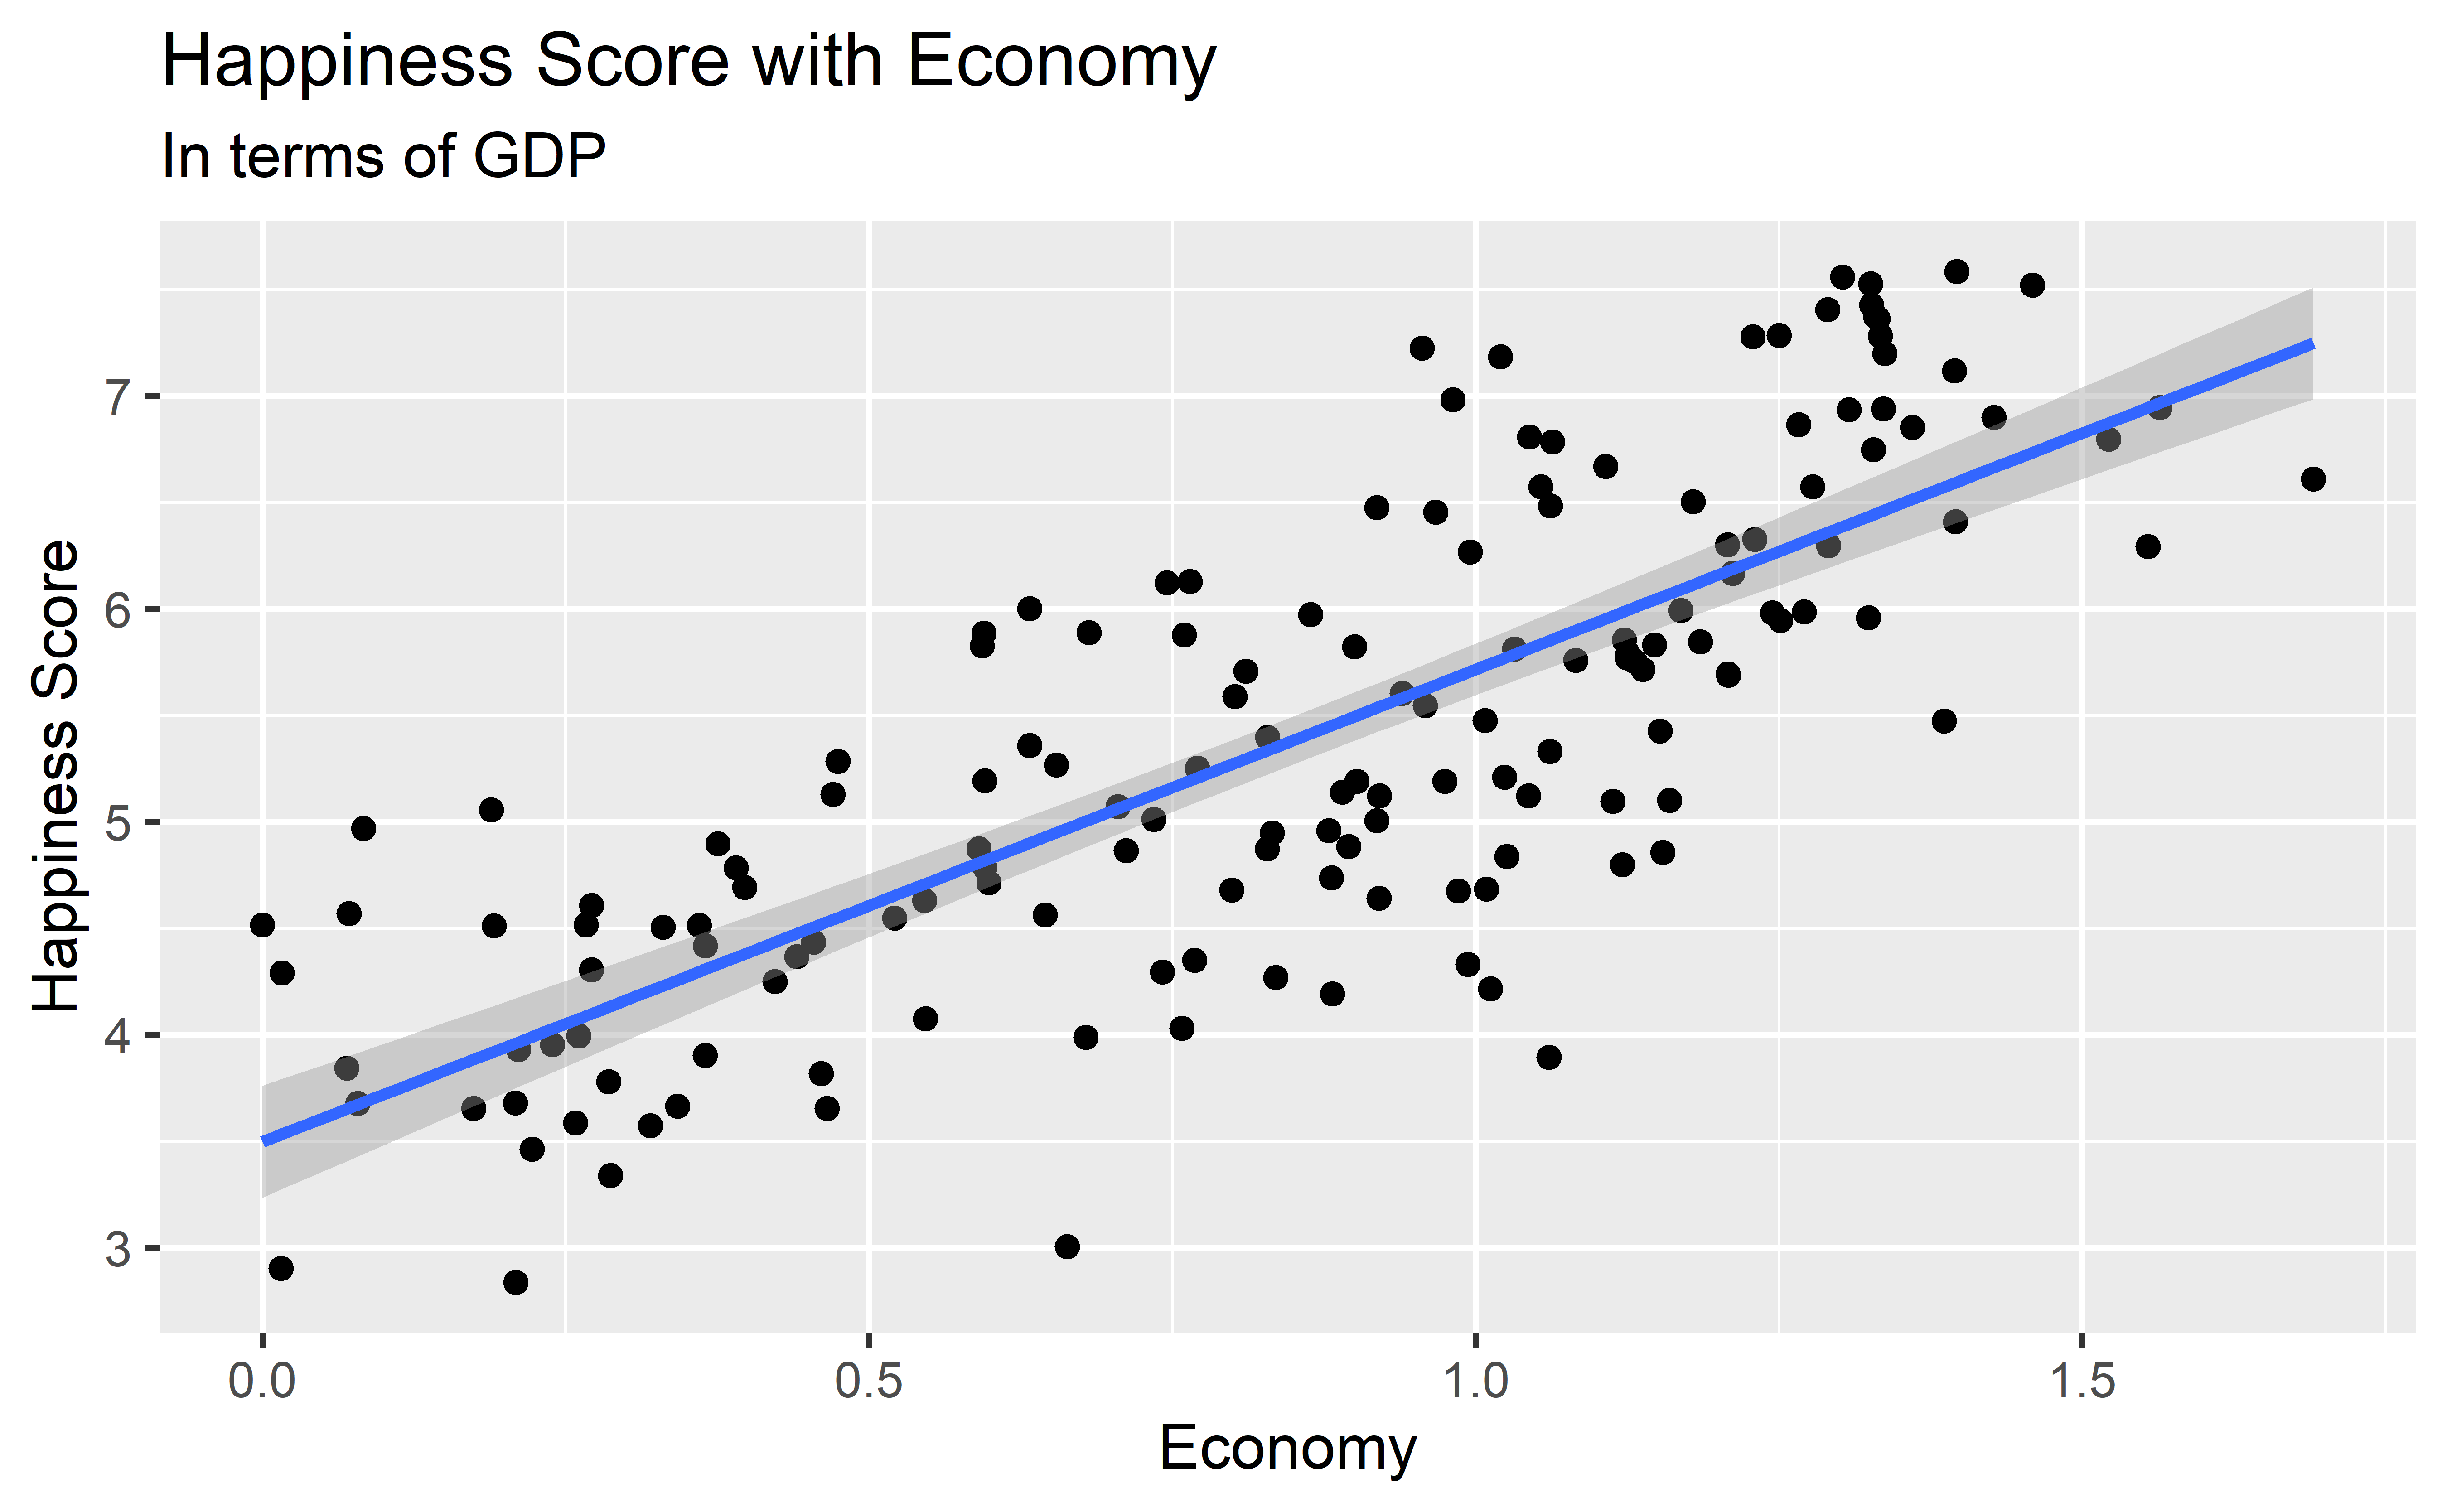 Happiness Score with Economy
In terms of GDP
Happiness Score
7
6
5
4
3
0.0 0.5 1.0 1.5
Economy